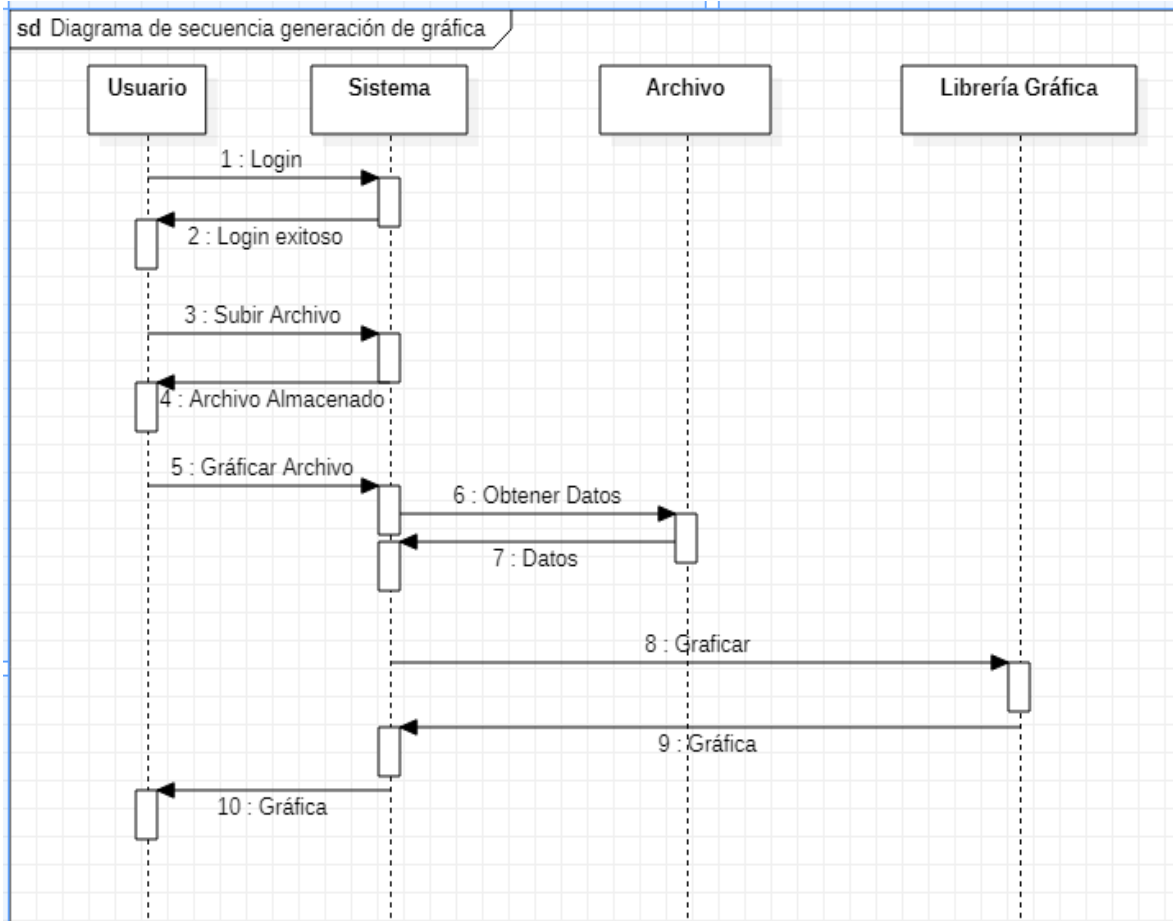 sd Diagrama de secuencia generación de gráfica
Usuario
Sistema
Archivo
Librería Gráfica
1 : Login
2 : Login exitoso
3 : Subir Archivo
4 : Archivo Almacenado
5 : Gráficar Archivo
6 : Obtener Datos
7 : Datos
8 : Graficar
9 : Gráfica
10 : Gráfica